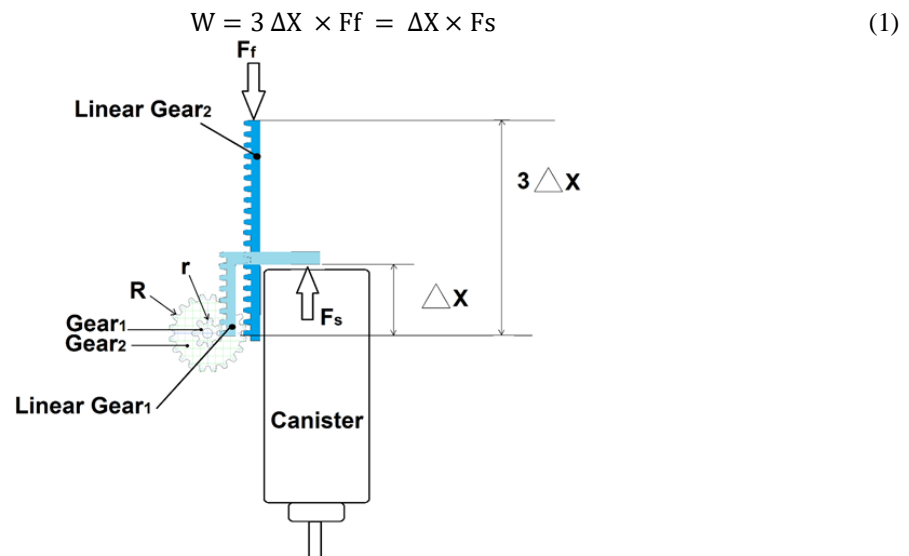 W = 3 ΔX × Ff = ΔX × Fs (1)
Ff
Linear Gear2
3 △ X
r
R
△ X
Fs
Gear1
Gear2
Linear Gear1
Canister